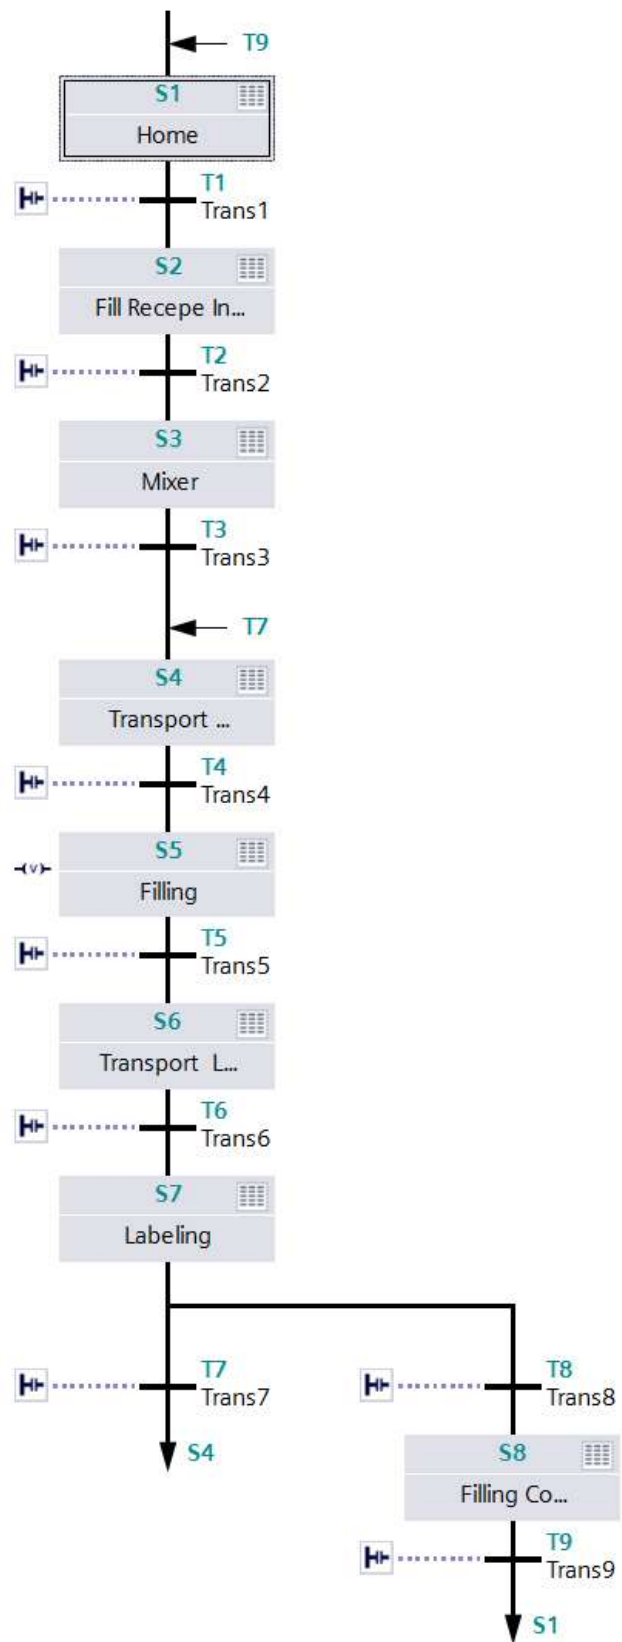 T9
S1
Home
T1
Trans1
S2
Fill Recepe In...
T2
Trans2
S3
Mixer
T3
Trans3
T7
S4
Transport ...
T4
Trans4
S5
Filling
T5
Trans5
S6
Transport L...
T6
Trans6
S7
Labeling
T7
Trans7
S4
T8
Trans8
S8
Filling Co...
T9
Trans9
S1